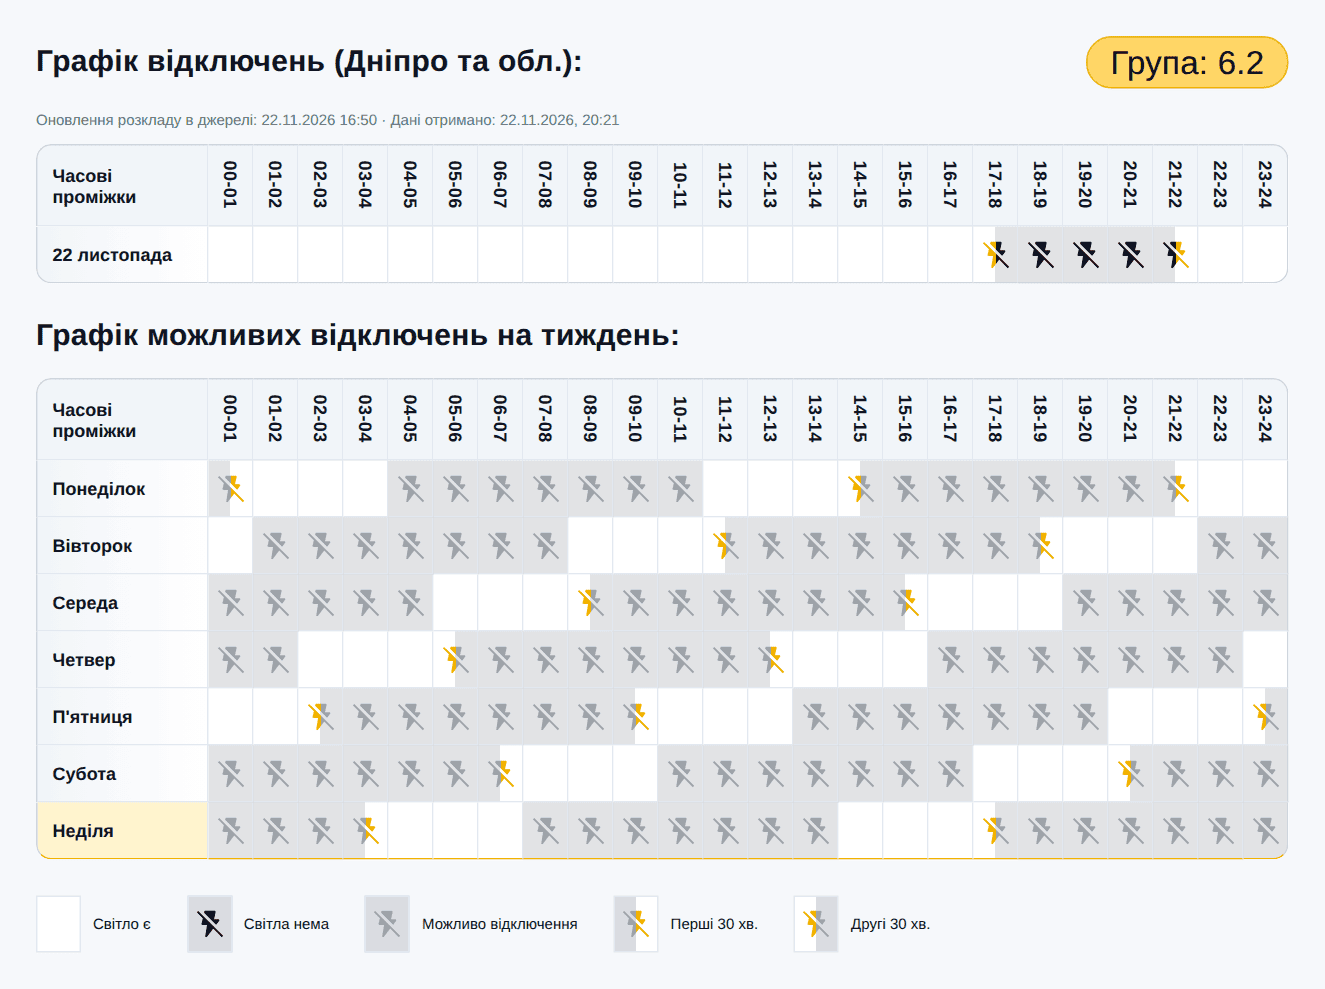 Графік відключень (Дніпро та обл.):
Група: 6.2
Оновлення розкладу в джерелі: 22.11.2026 16:50 · Дані отримано: 22.11.2026, 20:21
Часові проміжки 00-01 01-02 02-03 03-04 04-05 05-06 06-07 07-08 08-09 09-10 10-11 11-12 12-13 13-14 14-15 15-16 16-17 17-18 18-19 19-20 20-21 21-22 22-23 23-24
22 листопада
Графік можливих відключень на тиждень:
Часові проміжки 00-01 01-02 02-03 03-04 04-05 05-06 06-07 07-08 08-09 09-10 10-11 11-12 12-13 13-14 14-15 15-16 16-17 17-18 18-19 19-20 20-21 21-22 22-23 23-24
Понеділок
Вівторок
Середа
Четвер
П'ятниця
Субота
Неділя
Світло є Світла нема Можливо відключення Перші 30 хв. Другі 30 хв.